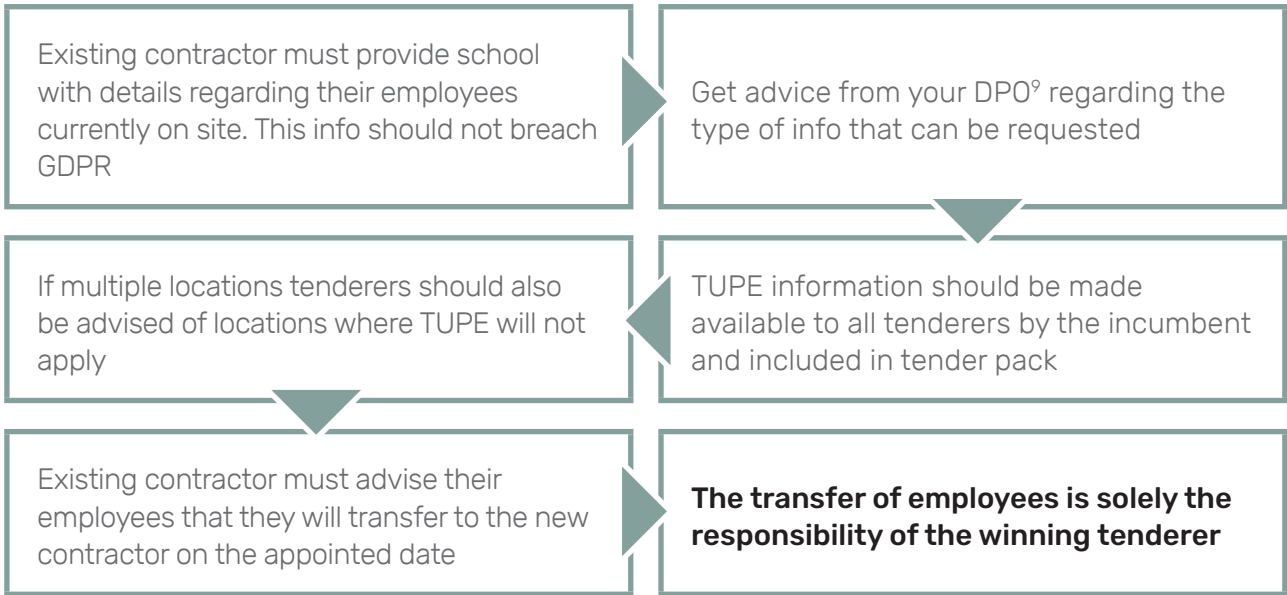 Existing contractor must provide school
with details regarding their employees
currently on site. This info should not breach
GDPR
Get advice from your DPO⁹ regarding the
type of info that can be requested
TUPE information should be made
available to all tenderers by the incumbent
and included in tender pack
If multiple locations tenderers should also
be advised of locations where TUPE will not
apply
Existing contractor must advise their
employees that they will transfer to the new
contractor on the appointed date
The transfer of employees is solely the
responsibility of the winning tenderer